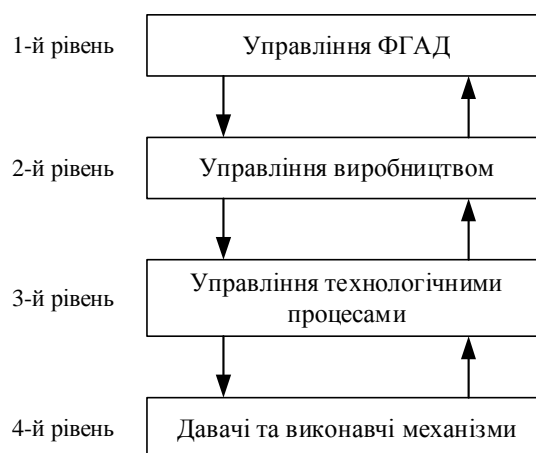 1-й рівень
Управління ФГАД
2-й рівень
Управління виробництвом
3-й рівень
Управління технологічними
процесами
4-й рівень
Давачі та виконавчі механізми